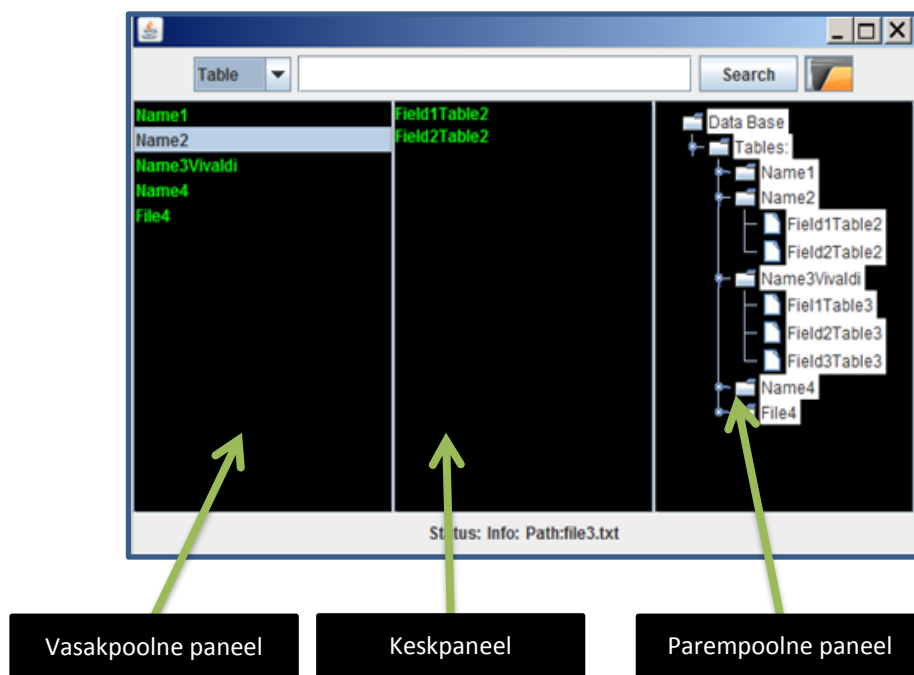 Table
Search
Name1
Name2
Name3Vivaldi
Name4
File4
Field1Table2
Field2Table2
Data Base
Tables:
Name1
Name2
Field1Table2
Field2Table2
Name3Vivaldi
Fiel1Table3
Field2Table3
Field3Table3
Name4
File4
Status: Info: Path:file3.txt
Vasakpoolne paneel
Keskpaneel
Parempoolne paneel